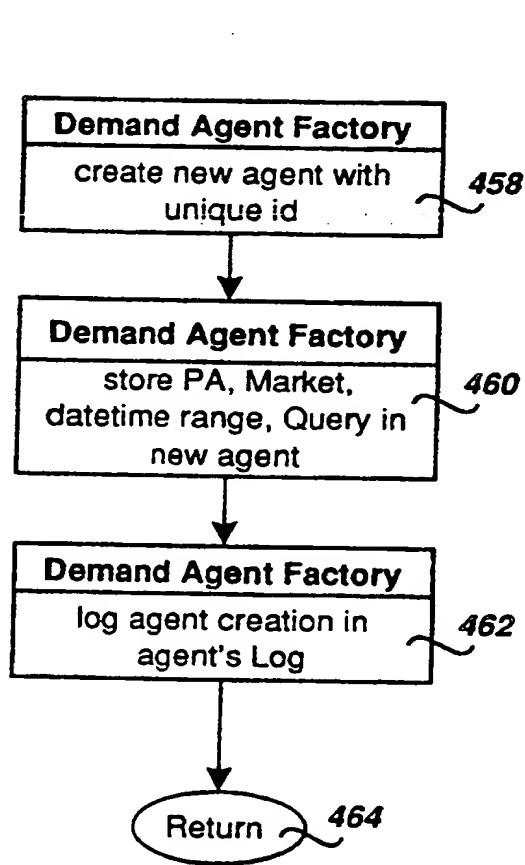 Demand Agent Factory
create new agent with
unique id
458
Demand Agent Factory
store PA, Market,
datetime range, Query in
new agent
460
Demand Agent Factory
log agent creation in
agent's Log
462
Return
464